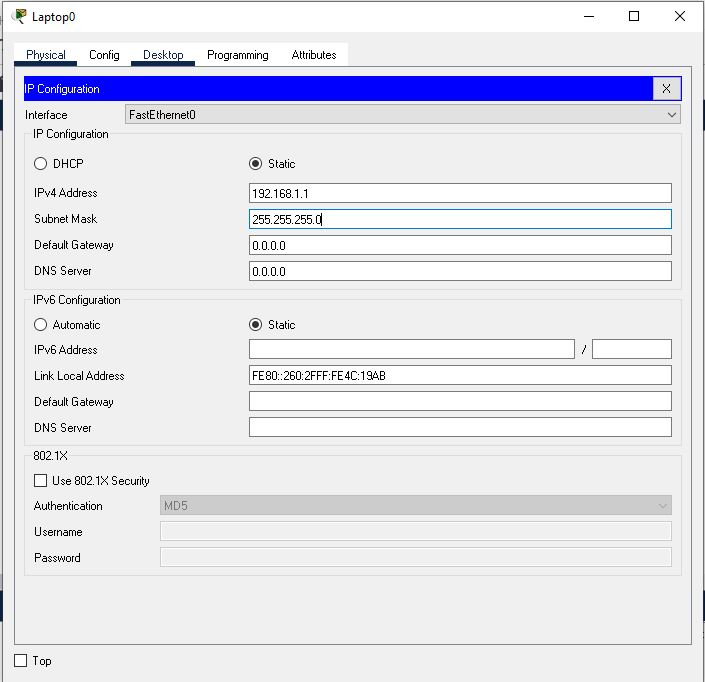 Laptop0
Physical Config Desktop Programming Attributes
IP Configuration X
Interface FastEthernet0
IP Configuration
DHCP Static
IPv4 Address 192.168.1.1
Subnet Mask 255.255.255.0
Default Gateway 0.0.0.0
DNS Server 0.0.0.0
IPv6 Configuration
Automatic Static
IPv6 Address /
Link Local Address FE80::260:2FFF:FE4C:19AB
Default Gateway
DNS Server
802.1X
Use 802.1X Security
Authentication MD5
Username
Password
Top